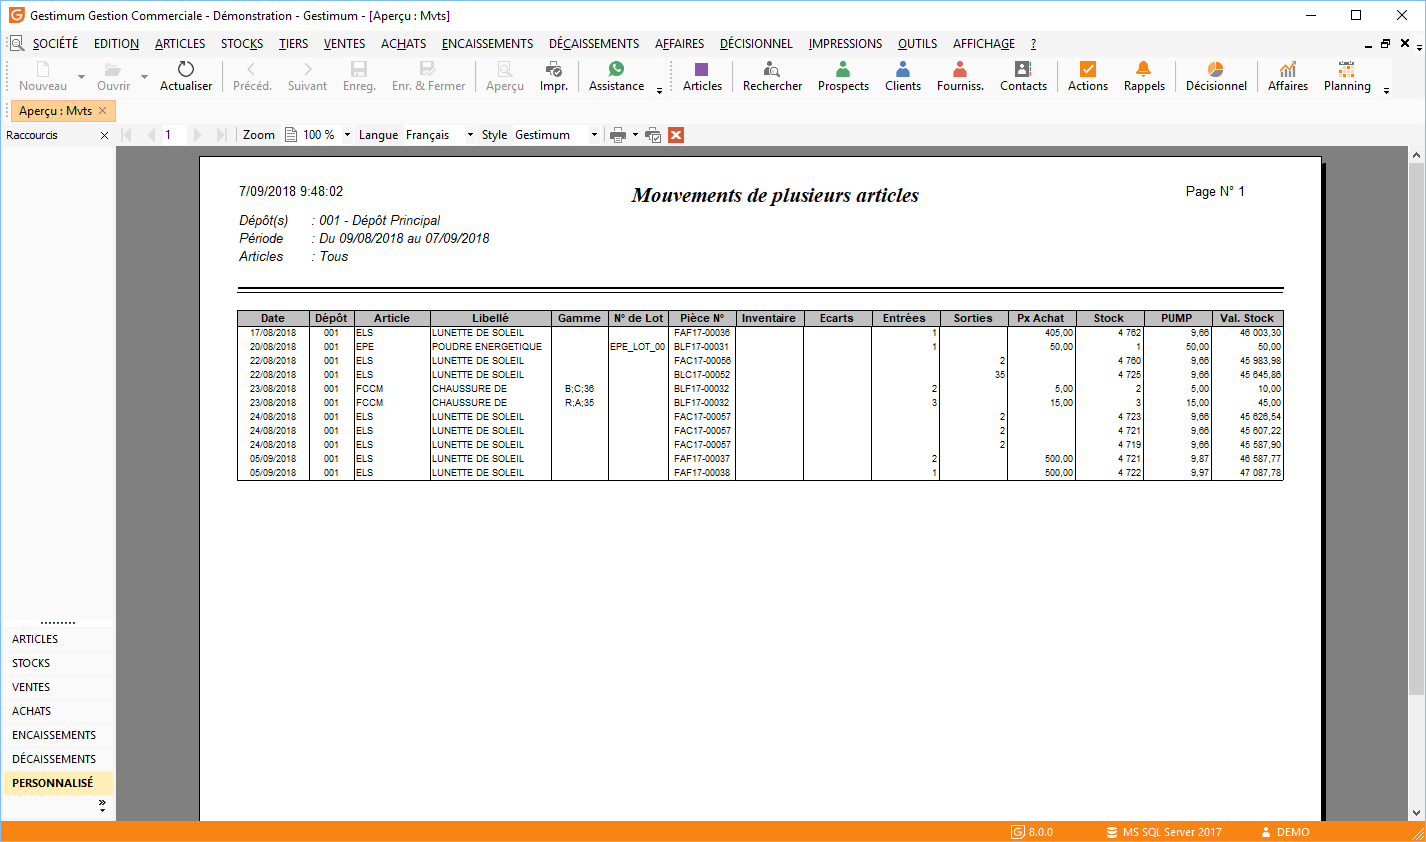 Gestimum Gestion Commerciale - Démonstration - Gestimum - [Aperçu : Mvts]
SOCIÉTÉ EDITION ARTICLES STOCKS TIERS VENTES ACHATS ENCAISSEMENTS DÉCAISSEMENTS AFFAIRES DÉCISIONNEL IMPRESSIONS OUTILS AFFICHAGE ?
Nouveau Ouvrir Actualiser Précéd. Suivant Enreg. Enr. & Fermer Aperçu Impr. Assistance Articles Rechercher Prospects Clients Fourniss. Contacts Actions Rappels Décisionnel Affaires Planning
Aperçu : Mvts
Raccourcis 1 Zoom 100 % Langue Français Style Gestimum
7/09/2018 9:48:02 Mouvements de plusieurs articles Page N° 1
Dépôt(s) : 001 - Dépôt Principal
Période : Du 09/08/2018 au 07/09/2018
Articles : Tous
Date Dépôt Article Libellé Gamme N° de Lot Pièce N° Inventaire Ecarts Entrées Sorties Px Achat Stock PUMP Val. Stock
17/08/2018 001 ELS LUNETTE DE SOLEIL FAF17-00036 1 405,00 4 762 9,66 46 003,30
20/08/2018 001 EPE POUDRE ENERGETIQUE EPE_LOT_00 BLF17-00031 1 50,00 1 50,00 50,00
22/08/2018 001 ELS LUNETTE DE SOLEIL FAC17-00056 2 4 760 9,66 45 983,98
22/08/2018 001 ELS LUNETTE DE SOLEIL BLC17-00052 35 4 725 9,66 45 645,86
23/08/2018 001 FCCM CHAUSSURE DE B;C;36 BLF17-00032 2 5,00 2 5,00 10,00
23/08/2018 001 FCCM CHAUSSURE DE R;A;35 BLF17-00032 3 15,00 3 15,00 45,00
24/08/2018 001 ELS LUNETTE DE SOLEIL FAC17-00057 2 4 723 9,66 45 626,54
24/08/2018 001 ELS LUNETTE DE SOLEIL FAC17-00057 2 4 721 9,66 45 607,22
24/08/2018 001 ELS LUNETTE DE SOLEIL FAC17-00057 2 4 719 9,66 45 587,90
05/09/2018 001 ELS LUNETTE DE SOLEIL FAF17-00037 2 500,00 4 721 9,87 46 587,77
05/09/2018 001 ELS LUNETTE DE SOLEIL FAF17-00038 1 500,00 4 722 9,97 47 087,78
ARTICLES
STOCKS
VENTES
ACHATS
ENCAISSEMENTS
DÉCAISSEMENTS
PERSONNALISÉ
8.0.0 MS SQL Server 2017 DEMO